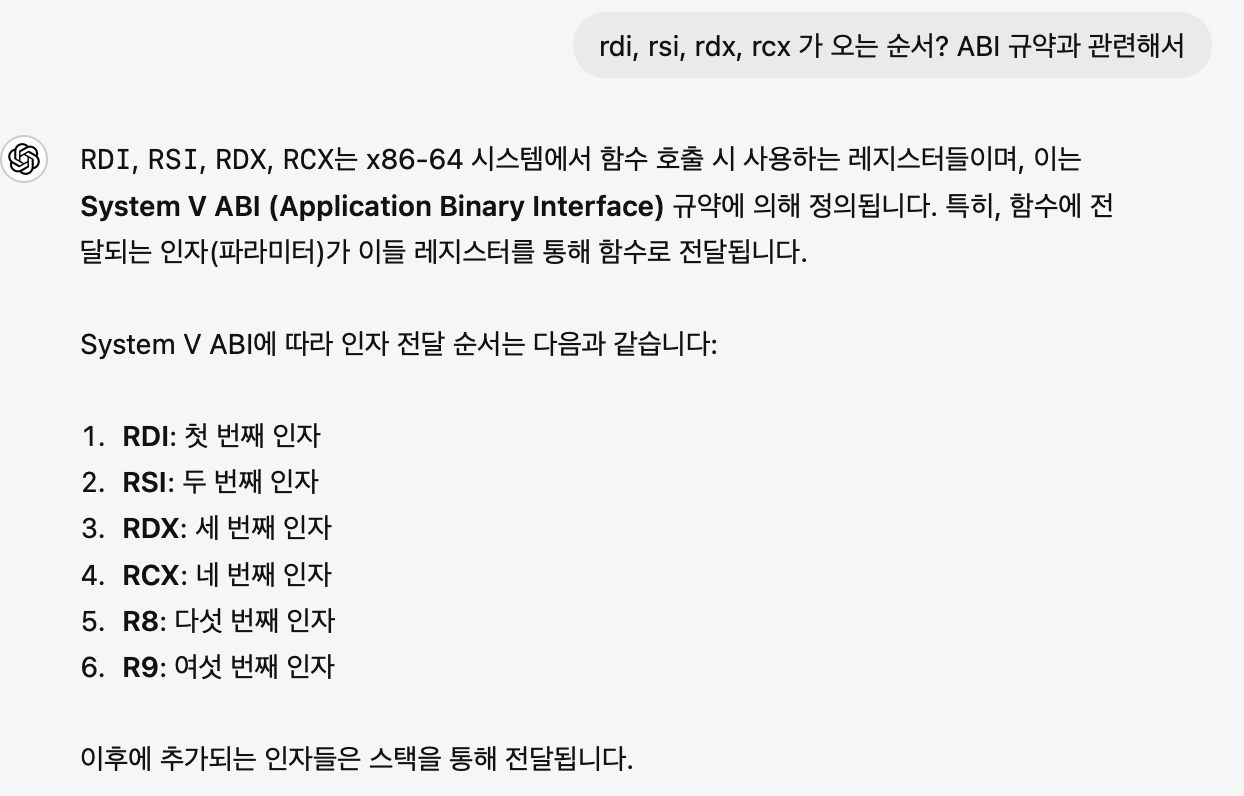 rdi, rsi, rdx, rcx 가 오는 순서? ABI 규약과 관련해서
RDI, RSI, RDX, RCX는 x86-64 시스템에서 함수 호출 시 사용하는 레지스터들이며, 이는
System V ABI (Application Binary Interface) 규약에 의해 정의됩니다. 특히, 함수에 전
달되는 인자(파라미터)가 이들 레지스터를 통해 함수로 전달됩니다.
System V ABI에 따라 인자 전달 순서는 다음과 같습니다:
1. RDI: 첫 번째 인자
2. RSI: 두 번째 인자
3. RDX: 세 번째 인자
4. RCX: 네 번째 인자
5. R8: 다섯 번째 인자
6. R9: 여섯 번째 인자
이후에 추가되는 인자들은 스택을 통해 전달됩니다.